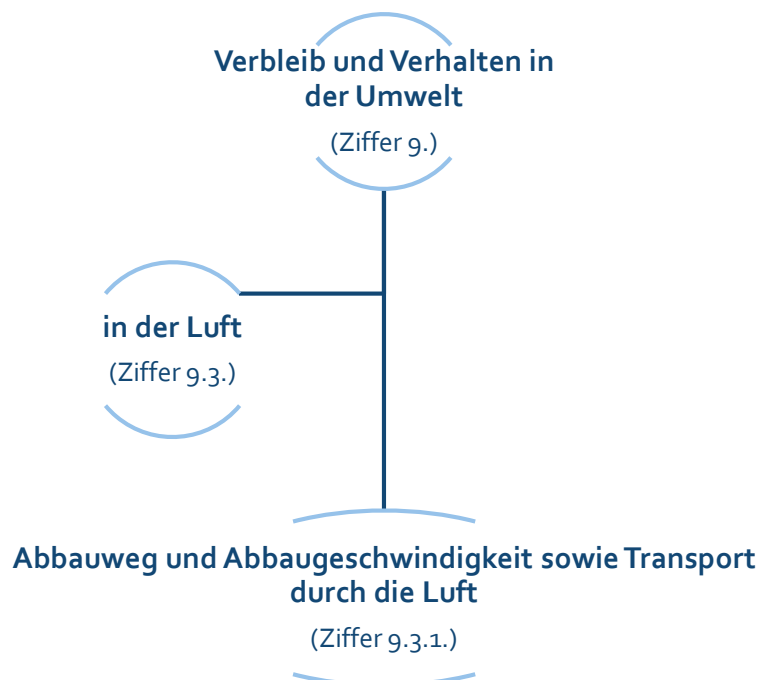 Verbleib und Verhalten in
der Umwelt
(Ziffer 9.)
in der Luft
(Ziffer 9.3.)
Abbauweg und Abbaugeschwindigkeit sowie Transport
durch die Luft
(Ziffer 9.3.1.)